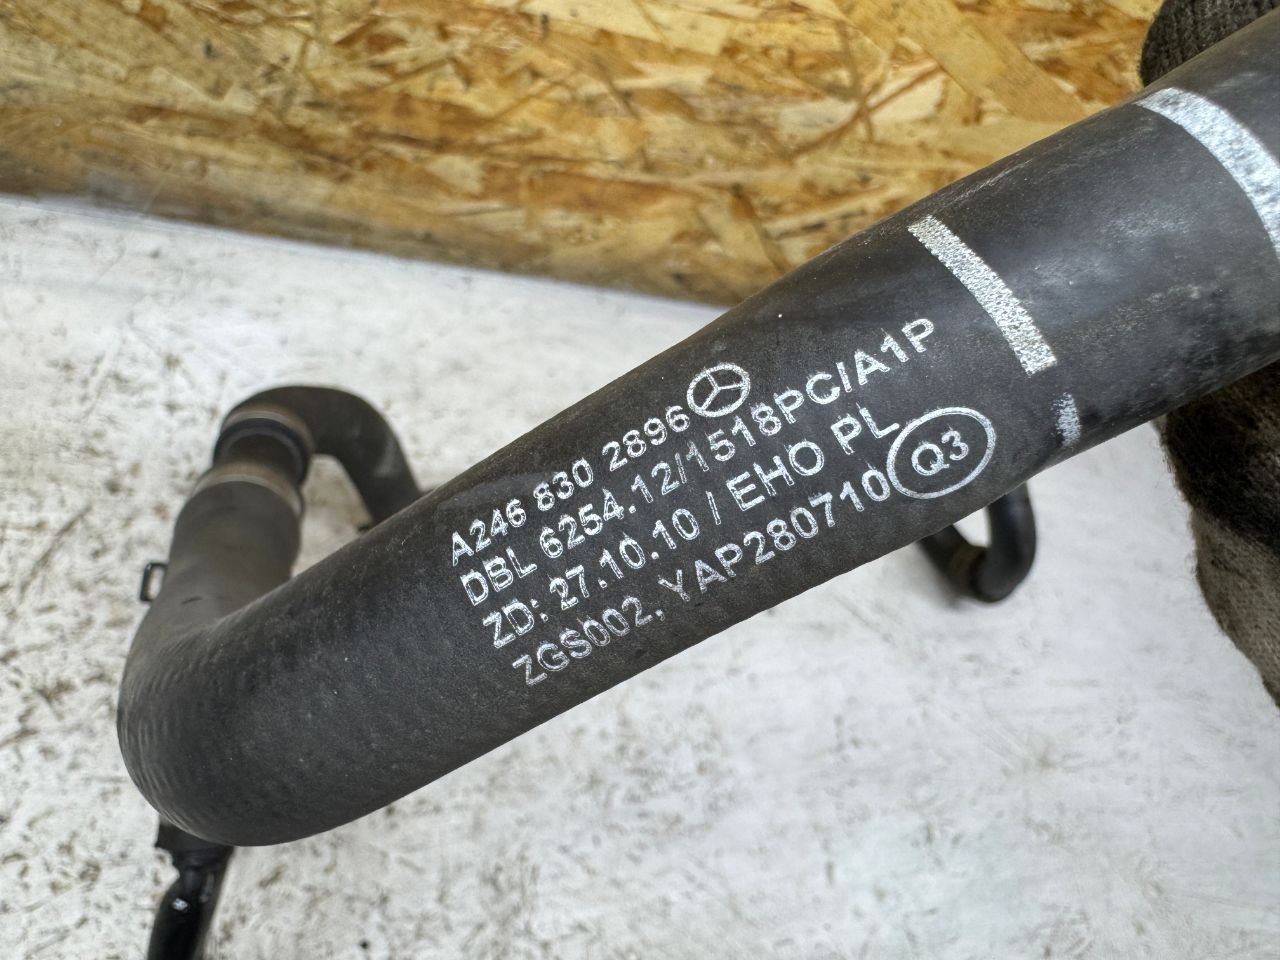 A246 830 2896
DBL 6254.12/1518PC/A1P
ZD: 27.10.10 / EHO PL
ZGS002, YAP280710 Q3